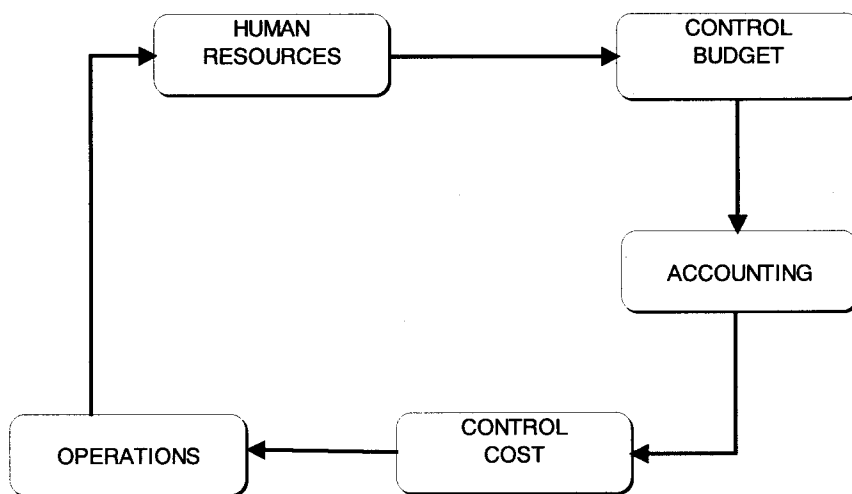 HUMAN
RESOURCES
CONTROL
BUDGET
ACCOUNTING
CONTROL
COST
OPERATIONS